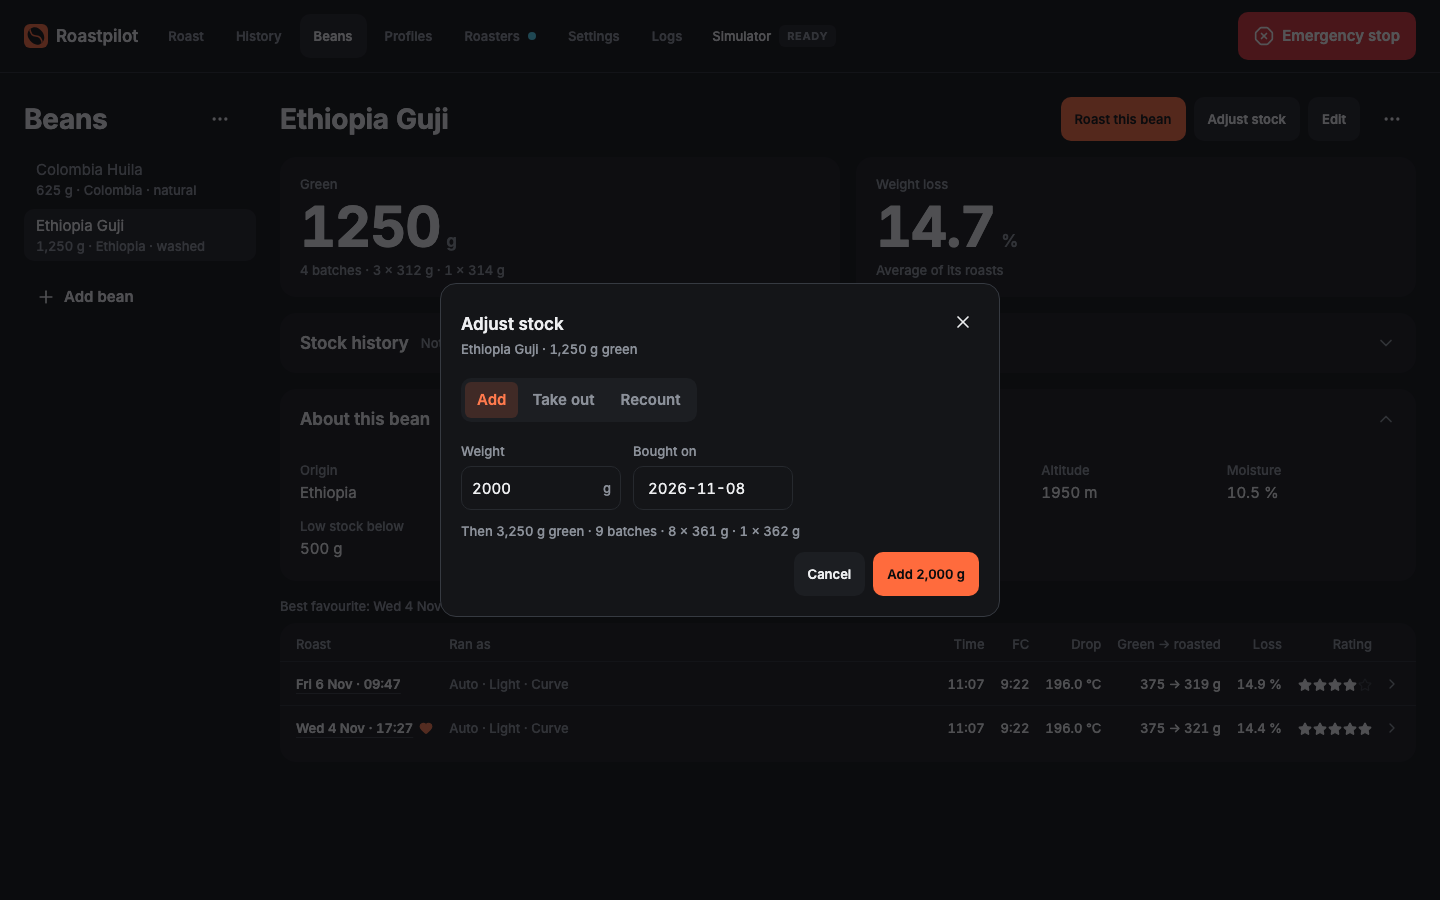 Roastpilot Roast History Beans Profiles Roasters Settings Logs Simulator READY Emergency stop
Beans ···
Colombia Huila
625 g · Colombia · natural
Ethiopia Guji
1,250 g · Ethiopia · washed
Add bean
Ethiopia Guji Roast this bean Adjust stock Edit ···
Green
1250 g
4 batches · 3 × 312 g · 1 × 314 g
Weight loss
14.7 %
Average of its roasts
Stock history
About this bean
Origin
Ethiopia
Altitude
1950 m
Moisture
10.5 %
Low stock below
500 g
Adjust stock
Ethiopia Guji · 1,250 g green
Add Take out Recount
Weight Bought on
2000 g 2026-11-08
Then 3,250 g green · 9 batches · 8 × 361 g · 1 × 362 g
Cancel Add 2,000 g
Best favourite: Wed 4 Nov
Roast Ran as Time FC Drop Green → roasted Loss Rating
Fri 6 Nov · 09:47 Auto · Light · Curve 11:07 9:22 196.0 °C 375 → 319 g 14.9 %
Wed 4 Nov · 17:27 Auto · Light · Curve 11:07 9:22 196.0 °C 375 → 321 g 14.4 %